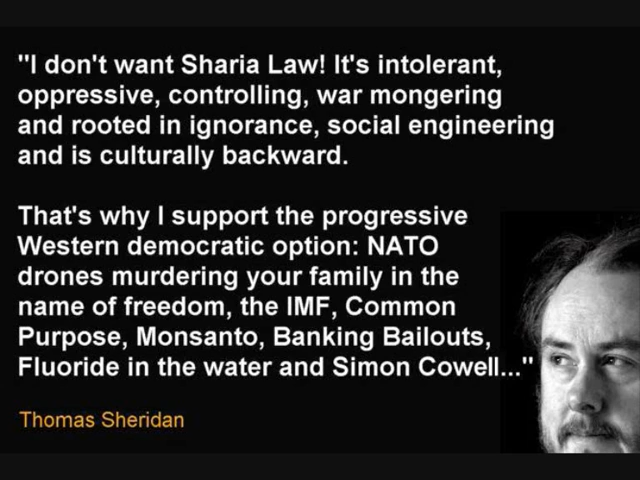 "I don't want Sharia Law! It's intolerant,
oppressive, controlling, war mongering
and rooted in ignorance, social engineering
and is culturally backward.
That's why I support the progressive
Western democratic option: NATO
drones murdering your family in the
name of freedom, the IMF, Common
Purpose, Monsanto, Banking Bailouts,
Fluoride in the water and Simon Cowell..."
Thomas Sheridan